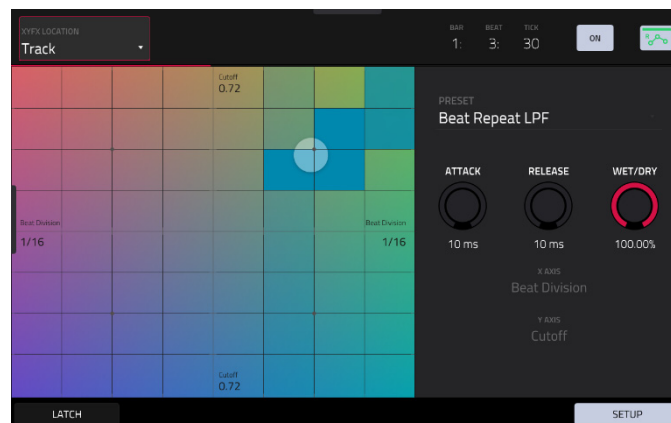 XYFX LOCATION
Track
BAR BEAT TICK
1: 3: 30
ON
Cutoff
0.72
PRESET
Beat Repeat LPF
ATTACK RELEASE WET/DRY
10 ms 10 ms 100.00%
Beat Division Beat Division
1/16 1/16
X AXIS
Beat Division
Y AXIS
Cutoff
Cutoff
0.72
LATCH SETUP